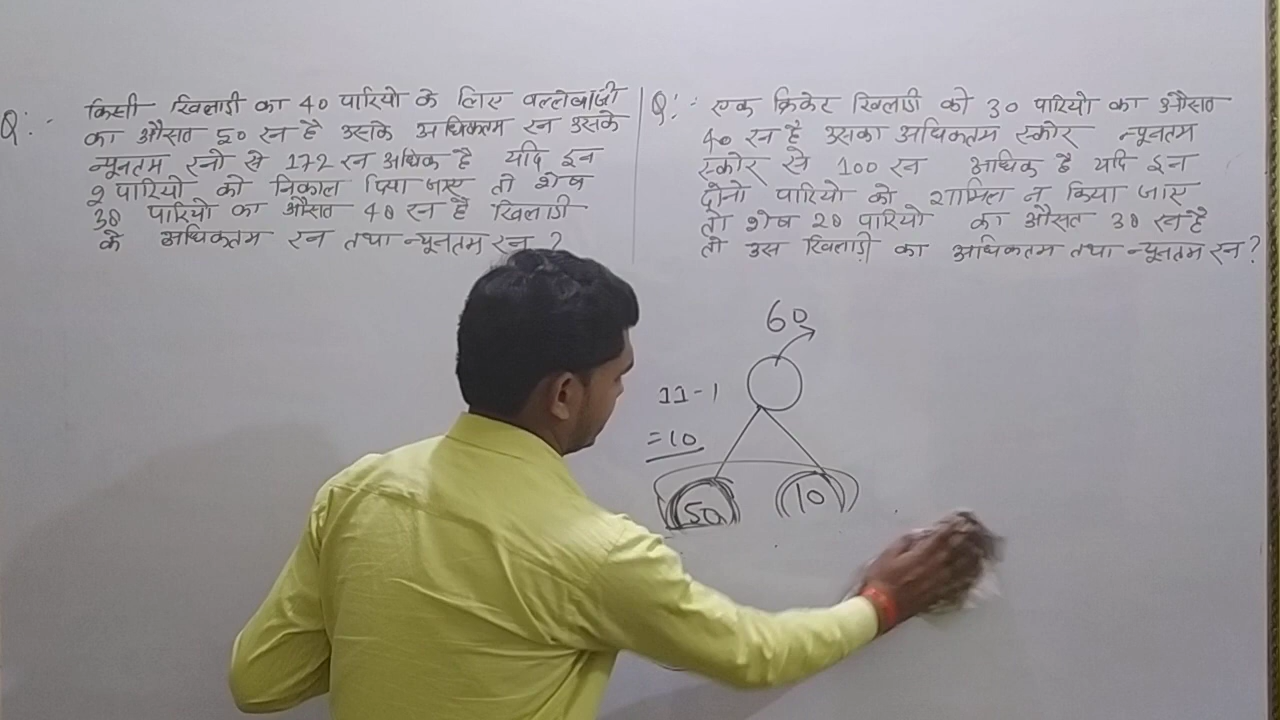 Q:- किसी खिलाड़ी का 40 पारियो के लिए वल्लेबाजी
का औसत 50 रन है उसके अधिकतम रन उसके
न्यूनतम रनो से 172 रन अधिक है यदि इन
2 पारियो को निकाल दिया जाए तो शेष
38 पारियो का औसत 48 रन है खिलाड़ी
के अधिकतम रन तथा न्यूनतम रन ?
Q:- एक क्रिकेट खिलाडी की 30 पारियो का औसत
40 रन है उसका अधिकतम स्कोर न्यूनतम
स्कोर से 100 रन अधिक है यदि इन
दोनो पारियो को शामिल न किया जाए
तो शेष 28 पारियो का औसत 38 रन है
तो उस खिलाड़ी का अधिकतम तथा न्यूनतम रन ?
60
11-1
=10
50 10